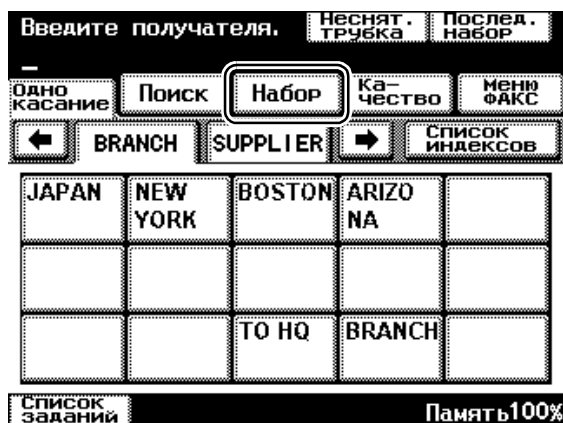 Введите получателя.
Неснят. трубка
Послед. набор
Одно касание
Поиск
Набор
Ка- чество
Меню ФАКС
BRANCH
SUPPLIER
Список индексов
JAPAN
NEW YORK
BOSTON
ARIZO NA
TO HQ
BRANCH
Список заданий
Память100%